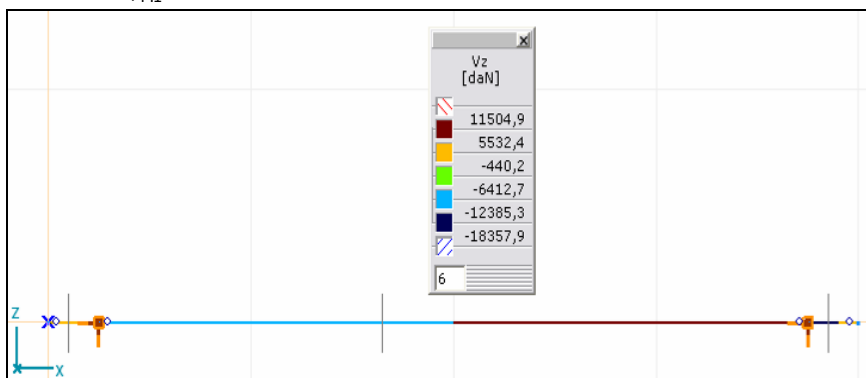 Vz
[daN]
11504,9
5532,4
-440,2
-6412,7
-12385,3
-18357,9
6
Z
X
X